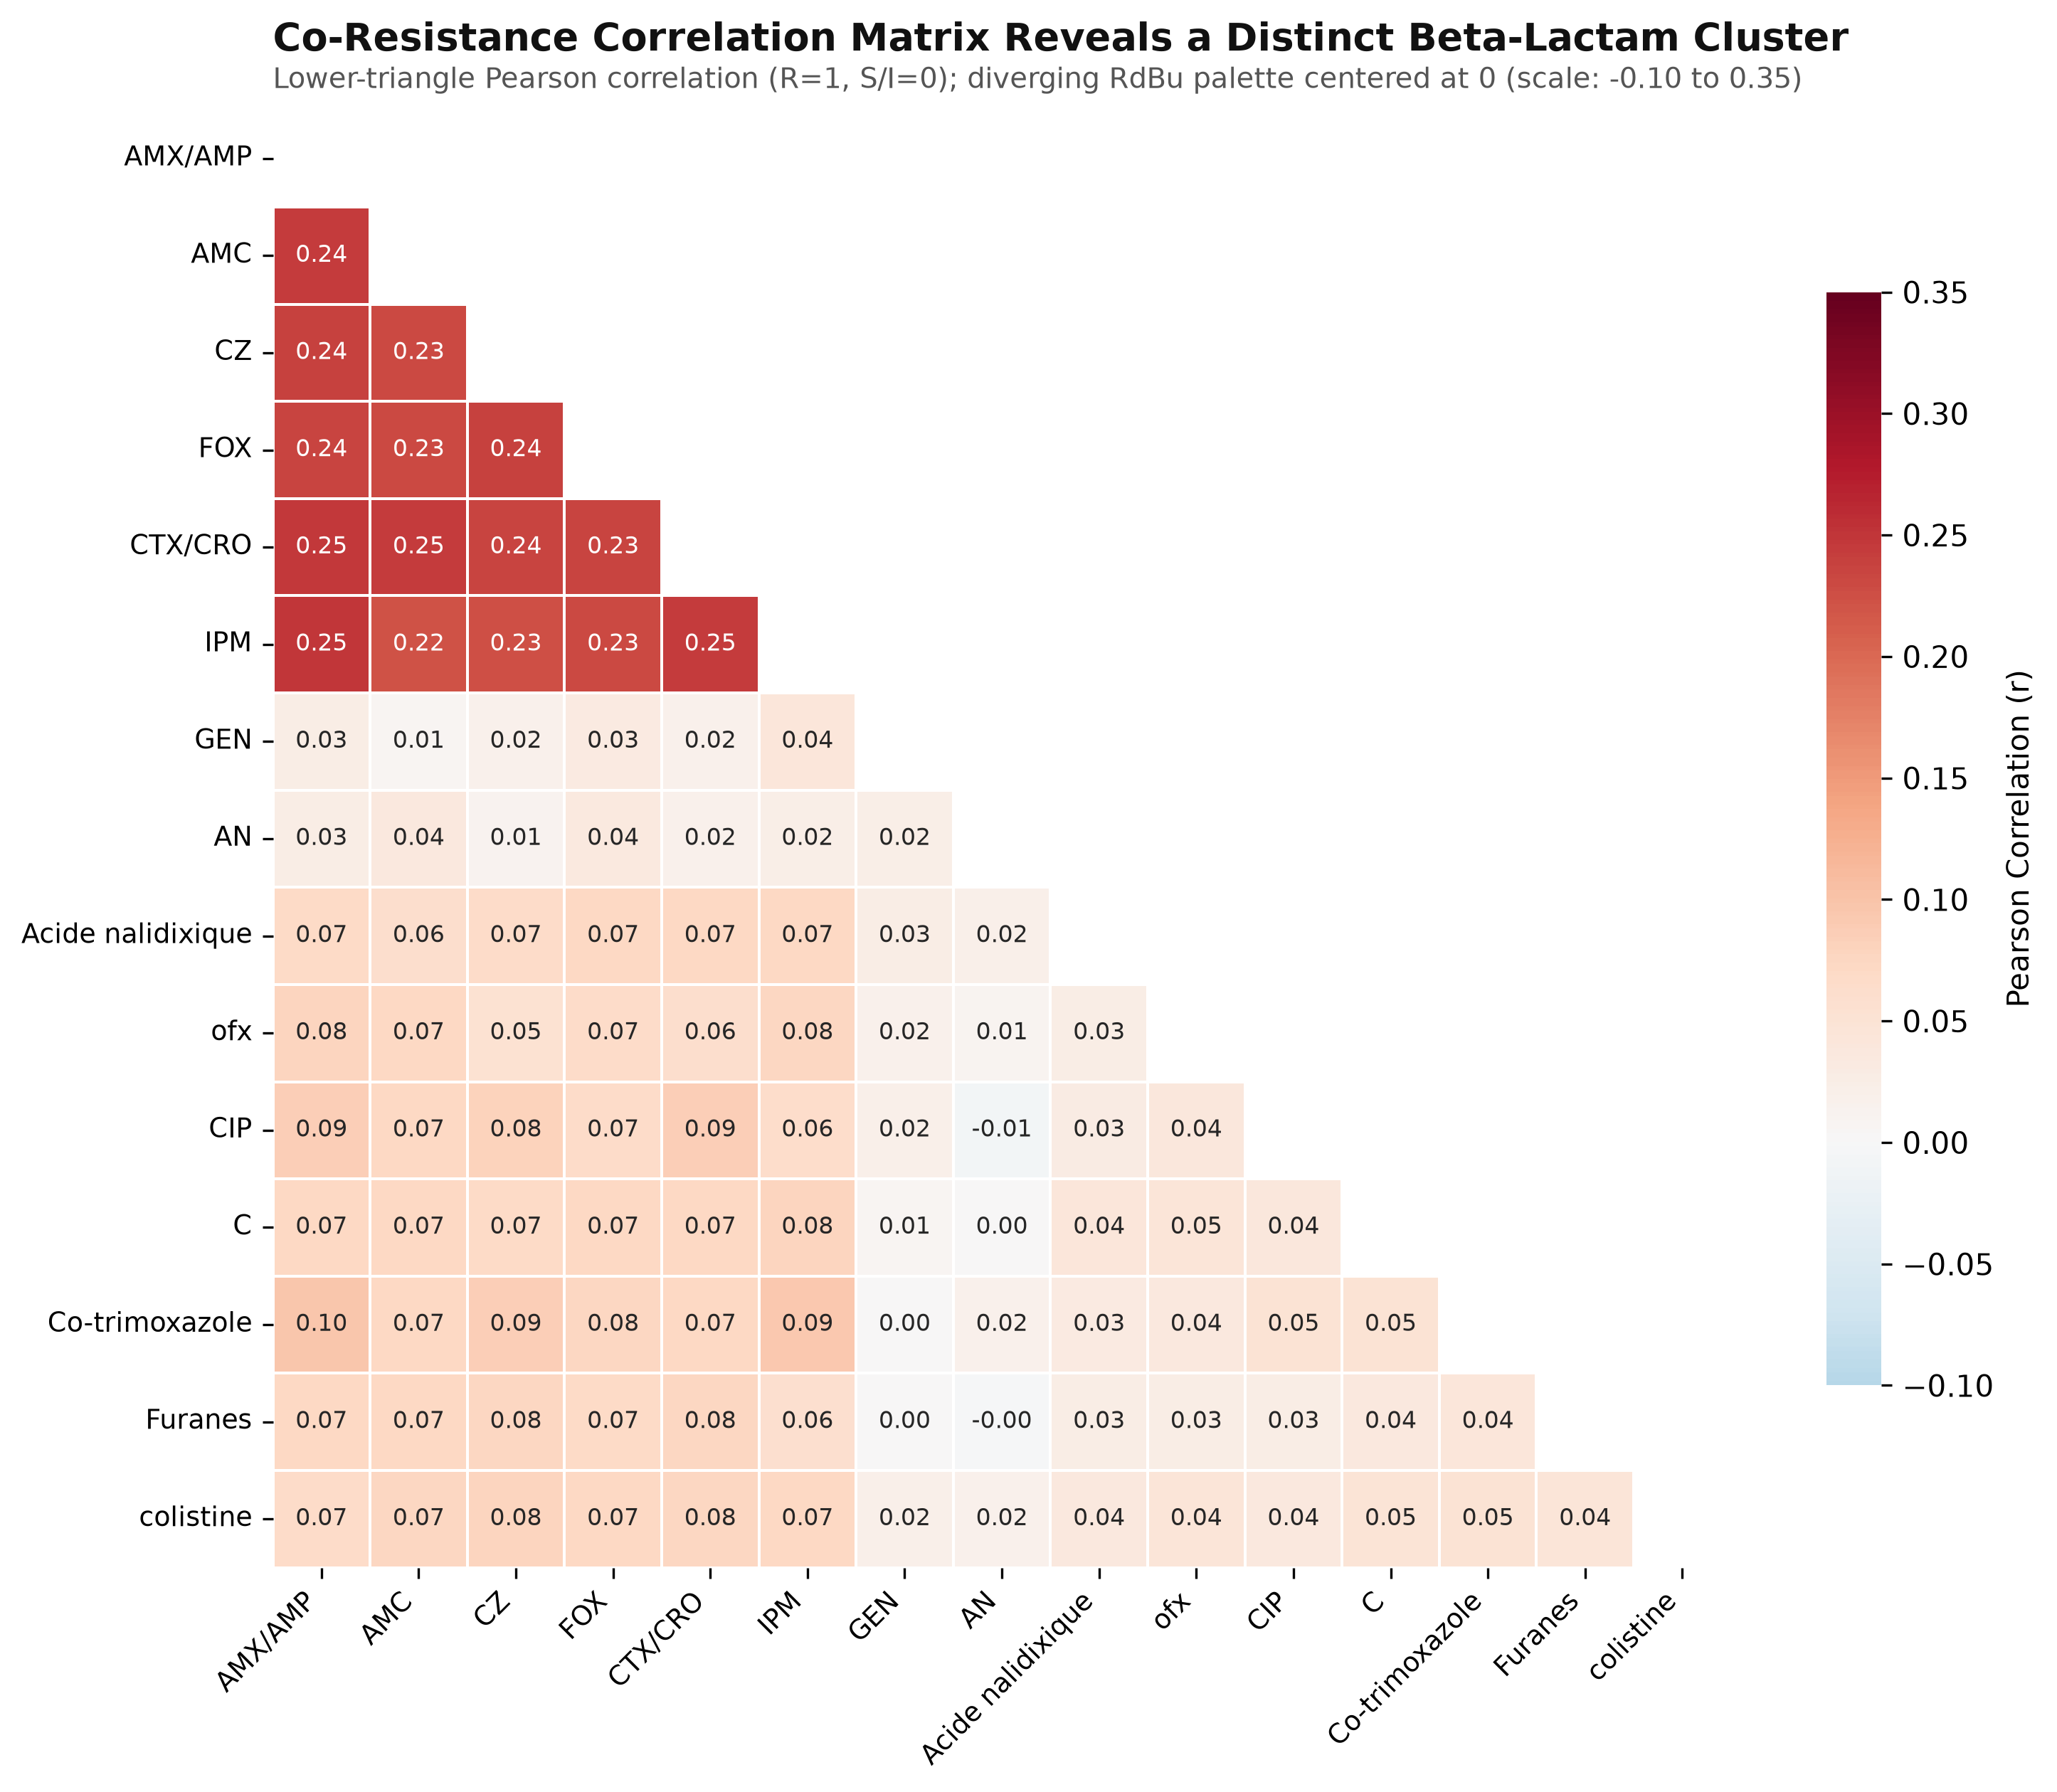 Co-Resistance Correlation Matrix Reveals a Distinct Beta-Lactam Cluster
Lower-triangle Pearson correlation (R=1, S/I=0); diverging RdBu palette centered at 0 (scale: -0.10 to 0.35)
AMX/AMP
AMC 0.24
CZ 0.24 0.23
FOX 0.24 0.23 0.24
CTX/CRO 0.25 0.25 0.24 0.23
IPM 0.25 0.22 0.23 0.23 0.25
GEN 0.03 0.01 0.02 0.03 0.02 0.04
AN 0.03 0.04 0.01 0.04 0.02 0.02 0.02
Acide nalidixique 0.07 0.06 0.07 0.07 0.07 0.07 0.03 0.02
ofx 0.08 0.07 0.05 0.07 0.06 0.08 0.02 0.01 0.03
CIP 0.09 0.07 0.08 0.07 0.09 0.06 0.02 -0.01 0.03 0.04
C 0.07 0.07 0.07 0.07 0.07 0.08 0.01 0.00 0.04 0.05 0.04
Co-trimoxazole 0.10 0.07 0.09 0.08 0.07 0.09 0.00 0.02 0.03 0.04 0.05 0.05
Furanes 0.07 0.07 0.08 0.07 0.08 0.06 0.00 -0.00 0.03 0.03 0.03 0.04 0.04
colistine 0.07 0.07 0.08 0.07 0.08 0.07 0.02 0.02 0.04 0.04 0.04 0.05 0.05 0.04
AMX/AMP AMC CZ FOX CTX/CRO IPM GEN AN Acide nalidixique ofx CIP C Co-trimoxazole Furanes colistine
0.35
0.30
0.25
0.20
0.15
0.10
0.05
0.00
−0.05
−0.10
Pearson Correlation (r)